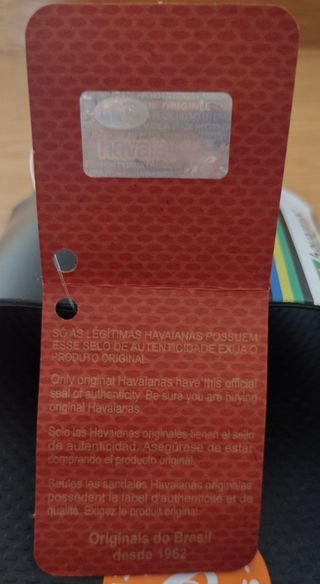 ORIGINAL
havaianas
SÓ AS LEGÍTIMAS HAVAIANAS POSSUEM
ESSE SELO DE AUTENTICIDADE EXIJA O
PRODUTO ORIGINAL
Only original Havaianas have this official
seal of authenticity. Be sure you are buying
original Havaianas.
Solo las Havaianas originales tienen el sello
de autenticidad. Asegúrese de estar
comprando el producto original.
Seules les sandales Havaianas originales
possèdent la label d'authenticité et de
qualité. Exigez le produit original.
Originais do Brasil
desde 1962